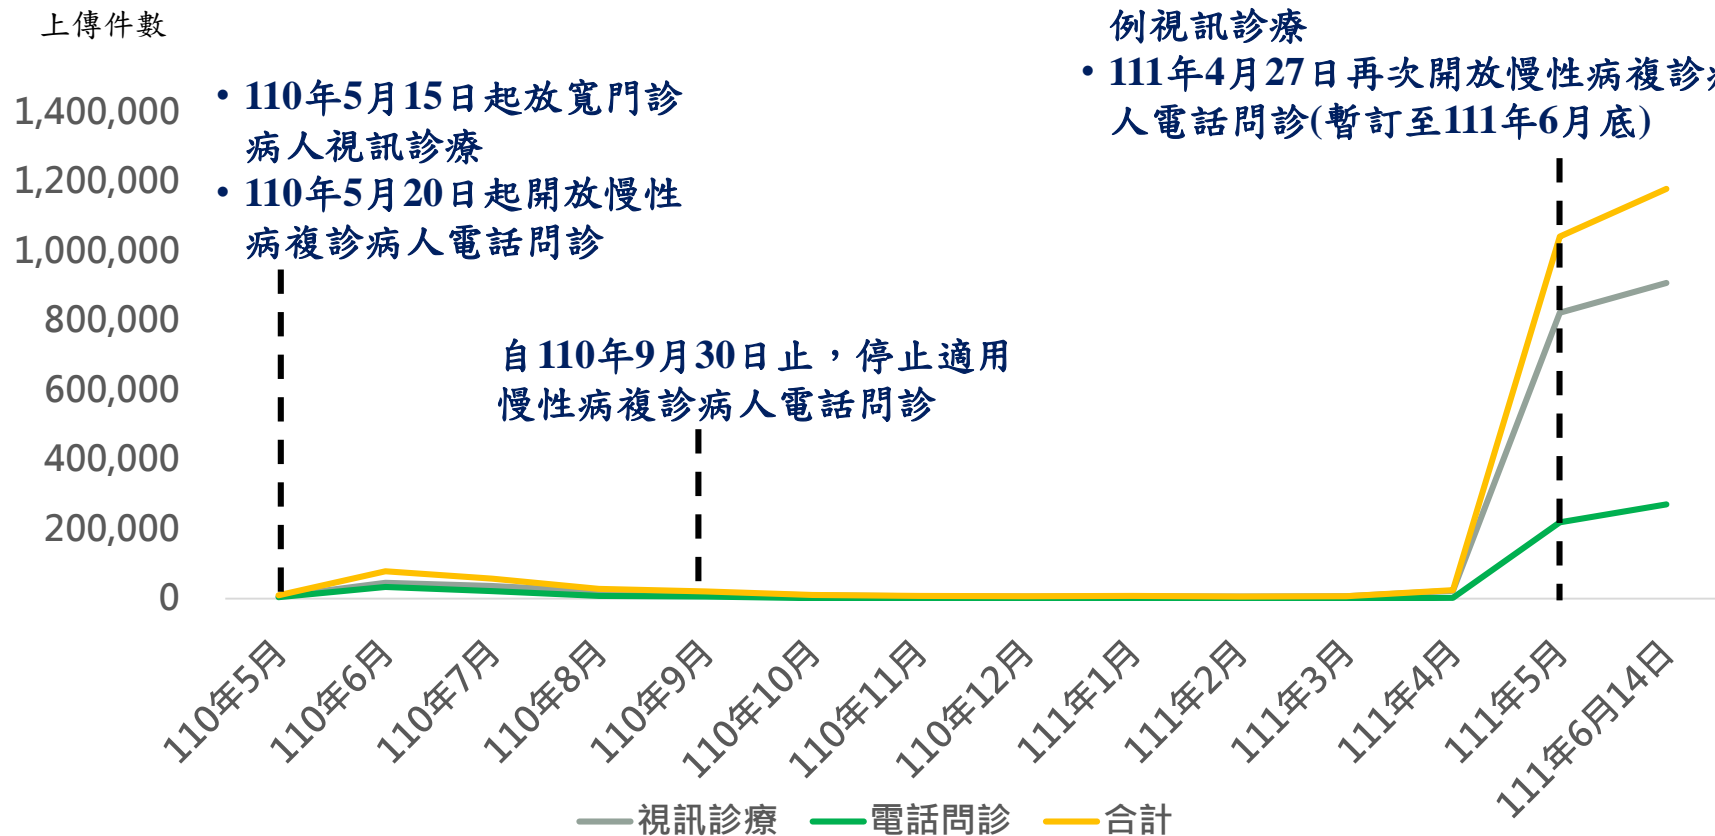 上傳件數
1,400,000
1,200,000
1,000,000
800,000
600,000
400,000
200,000
0
• 110年5月15日起放寬門診
病人視訊診療
• 110年5月20日起開放慢性
病複診病人電話問診
自110年9月30日止，停止適用
慢性病複診病人電話問診
例視訊診療
• 111年4月27日再次開放慢性病複診病
人電話問診(暫訂至111年6月底)
110年5月
110年6月
110年7月
110年8月
110年9月
110年10月
110年11月
110年12月
111年1月
111年2月
111年3月
111年4月
111年5月
111年6月14日
視訊診療
電話問診
合計